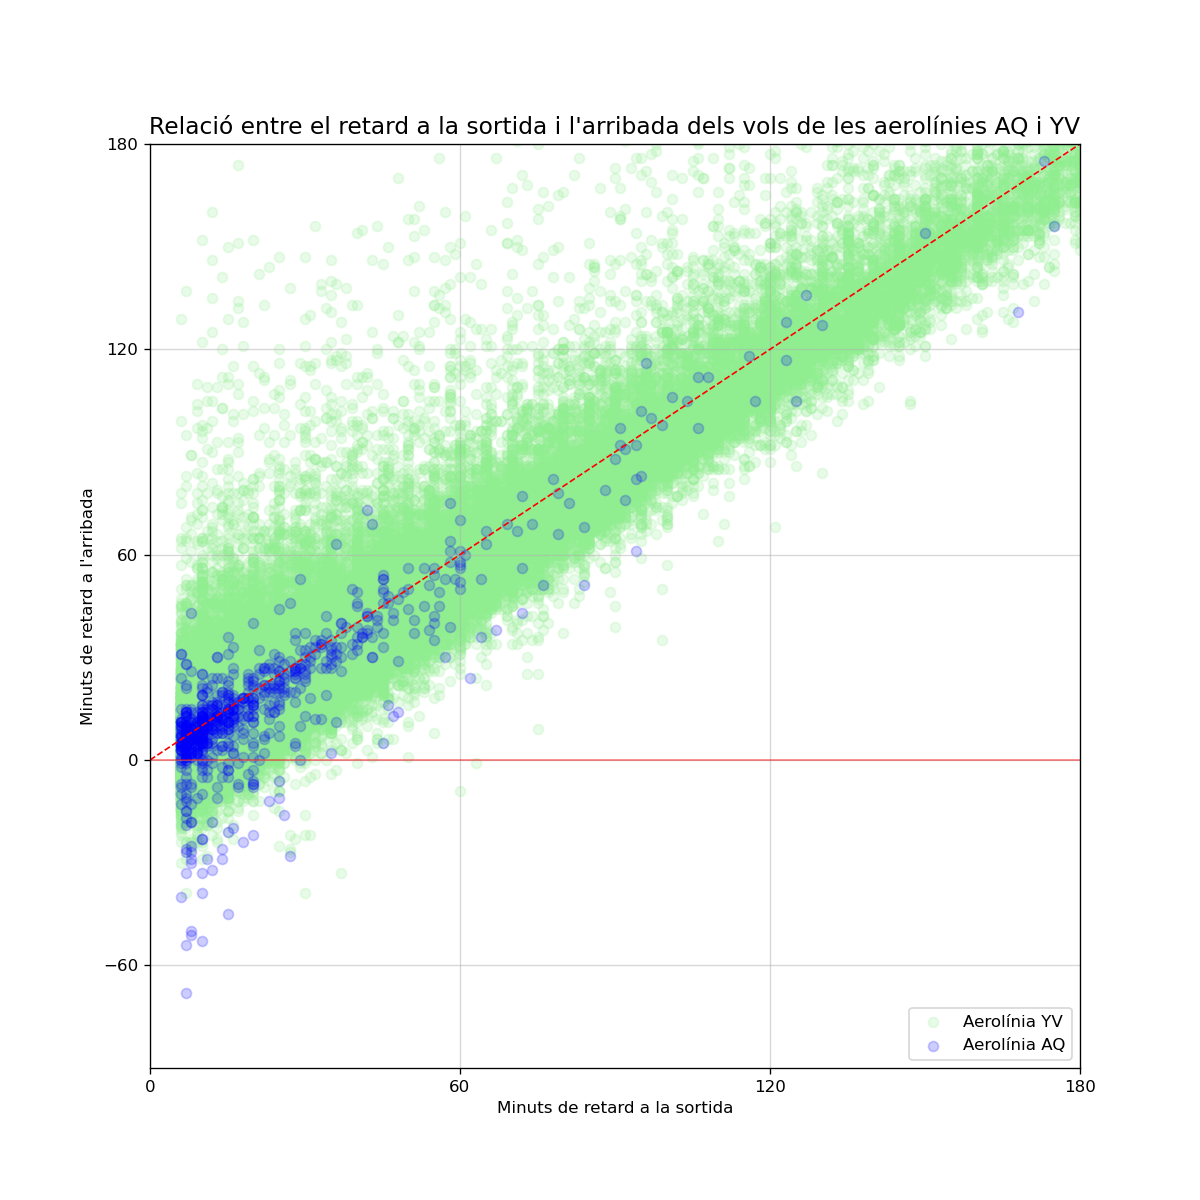 Relació entre el retard a la sortida i l'arribada dels vols de les aerolínies AQ i YV
180
120
60
0
−60
Minuts de retard a l'arribada
0
60
120
180
Minuts de retard a la sortida
Aerolínia YV
Aerolínia AQ